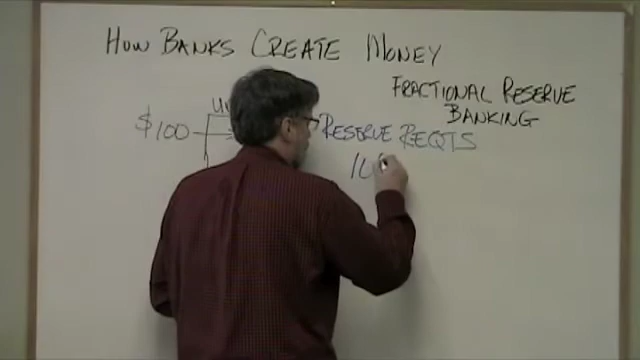 HOW BANKS CREATE MONEY
FRACTIONAL RESERVE
BANKING
$100
RESERVE REQTS